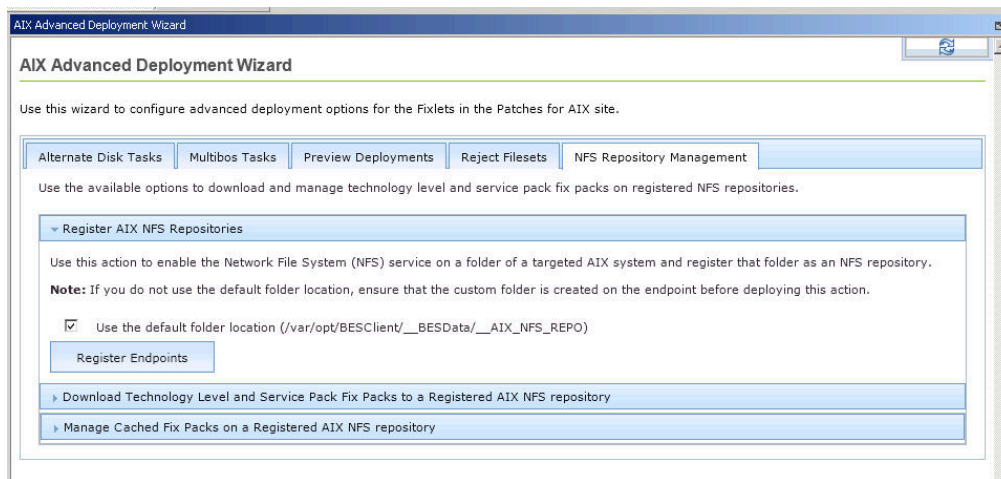 AIX Advanced Deployment Wizard
AIX Advanced Deployment Wizard
Use this wizard to configure advanced deployment options for the Fixlets in the Patches for AIX site.
Alternate Disk Tasks Multibos Tasks Preview Deployments Reject Filesets NFS Repository Management
Use the available options to download and manage technology level and service pack fix packs on registered NFS repositories.
Register AIX NFS Repositories
Use this action to enable the Network File System (NFS) service on a folder of a targeted AIX system and register that folder as an NFS repository.
Note: If you do not use the default folder location, ensure that the custom folder is created on the endpoint before deploying this action.
Use the default folder location (/var/opt/BESClient/__BESData/__AIX_NFS_REPO)
Register Endpoints
Download Technology Level and Service Pack Fix Packs to a Registered AIX NFS repository
Manage Cached Fix Packs on a Registered AIX NFS repository